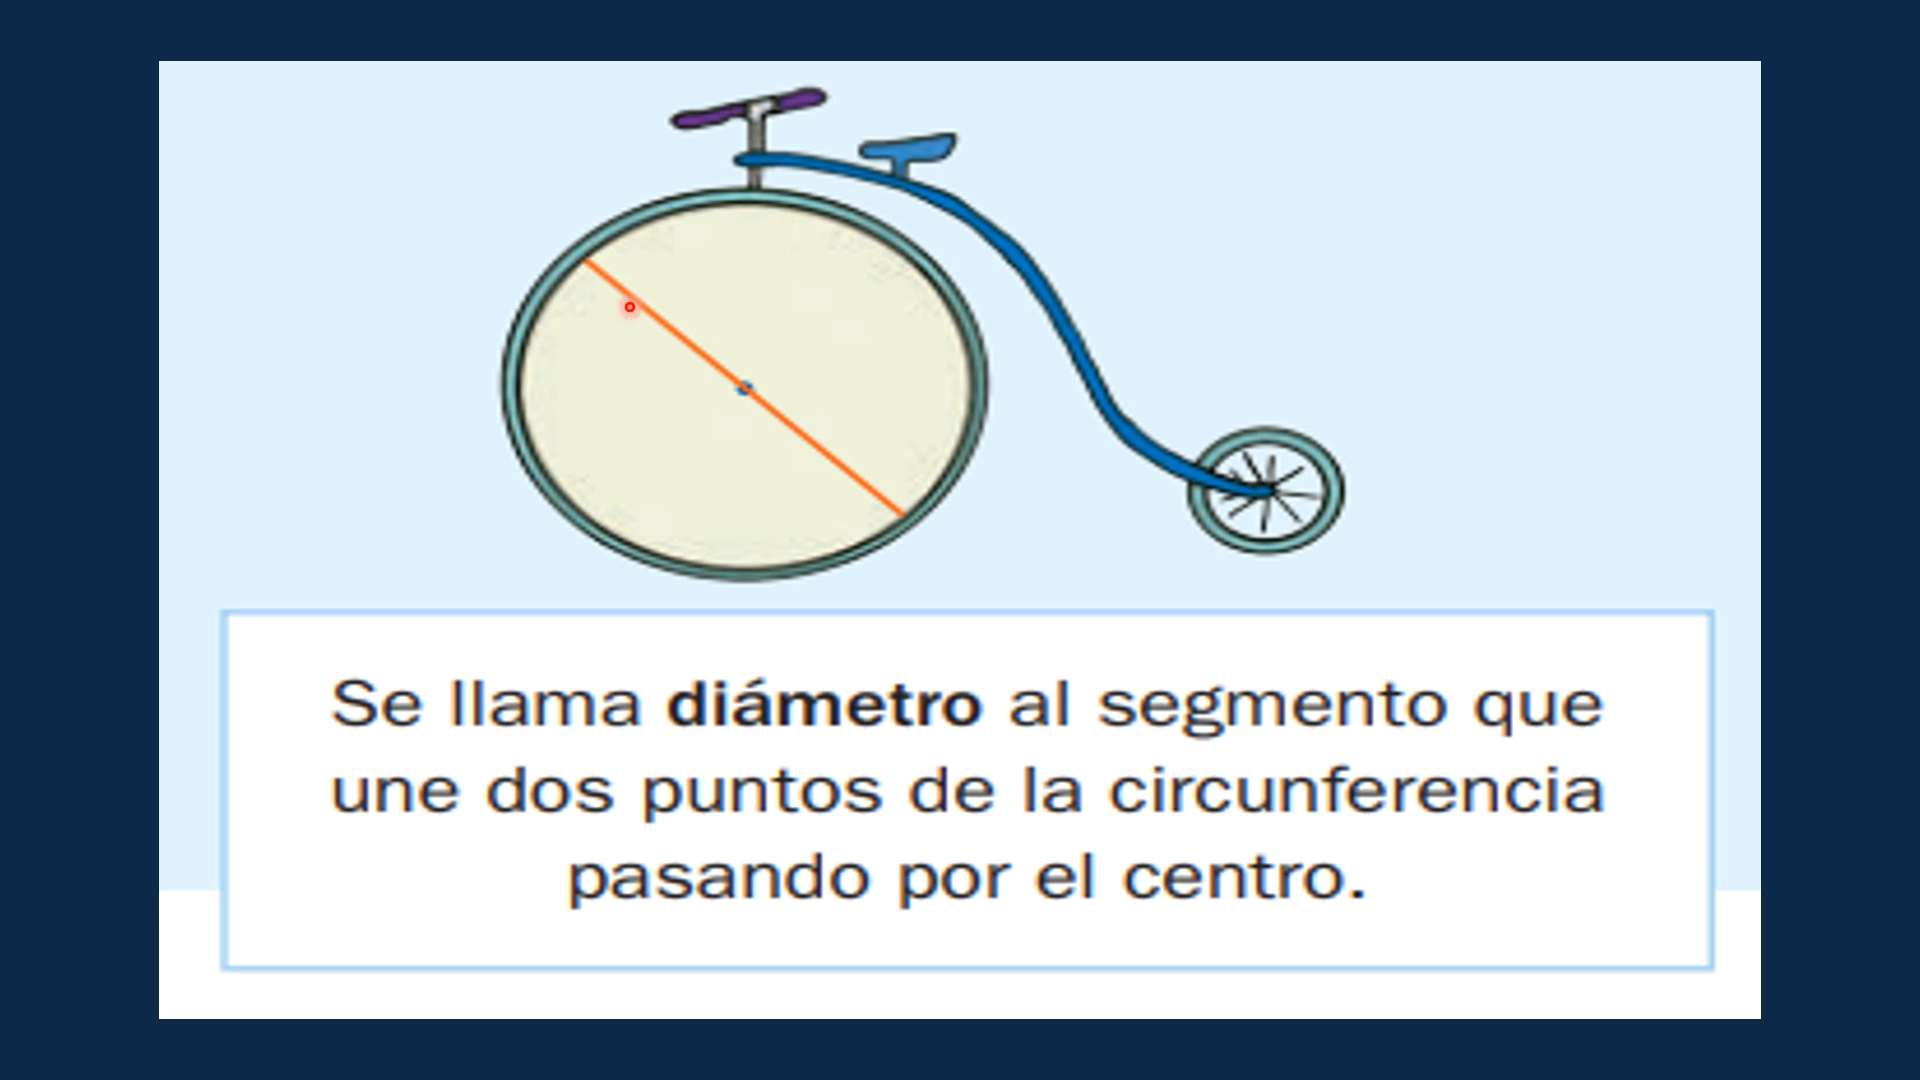 Se llama diámetro al segmento que
une dos puntos de la circunferencia
pasando por el centro.